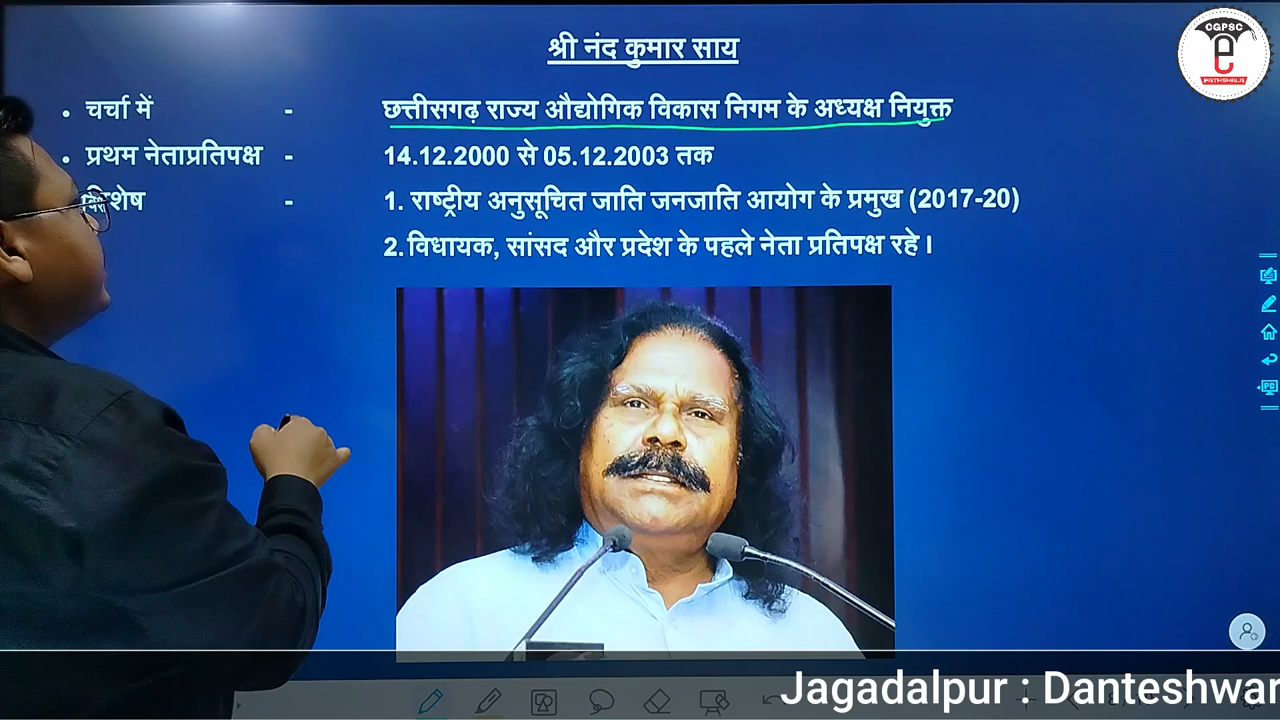 श्री नंद कुमार साय
CGPSC
e
PATHSHALA
• चर्चा में - छत्तीसगढ़ राज्य औद्योगिक विकास निगम के अध्यक्ष नियुक्त
• प्रथम नेताप्रतिपक्ष - 14.12.2000 से 05.12.2003 तक
विशेष - 1. राष्ट्रीय अनुसूचित जाति जनजाति आयोग के प्रमुख (2017-20)
2. विधायक, सांसद और प्रदेश के पहले नेता प्रतिपक्ष रहे।
Jagadalpur : Danteshwar